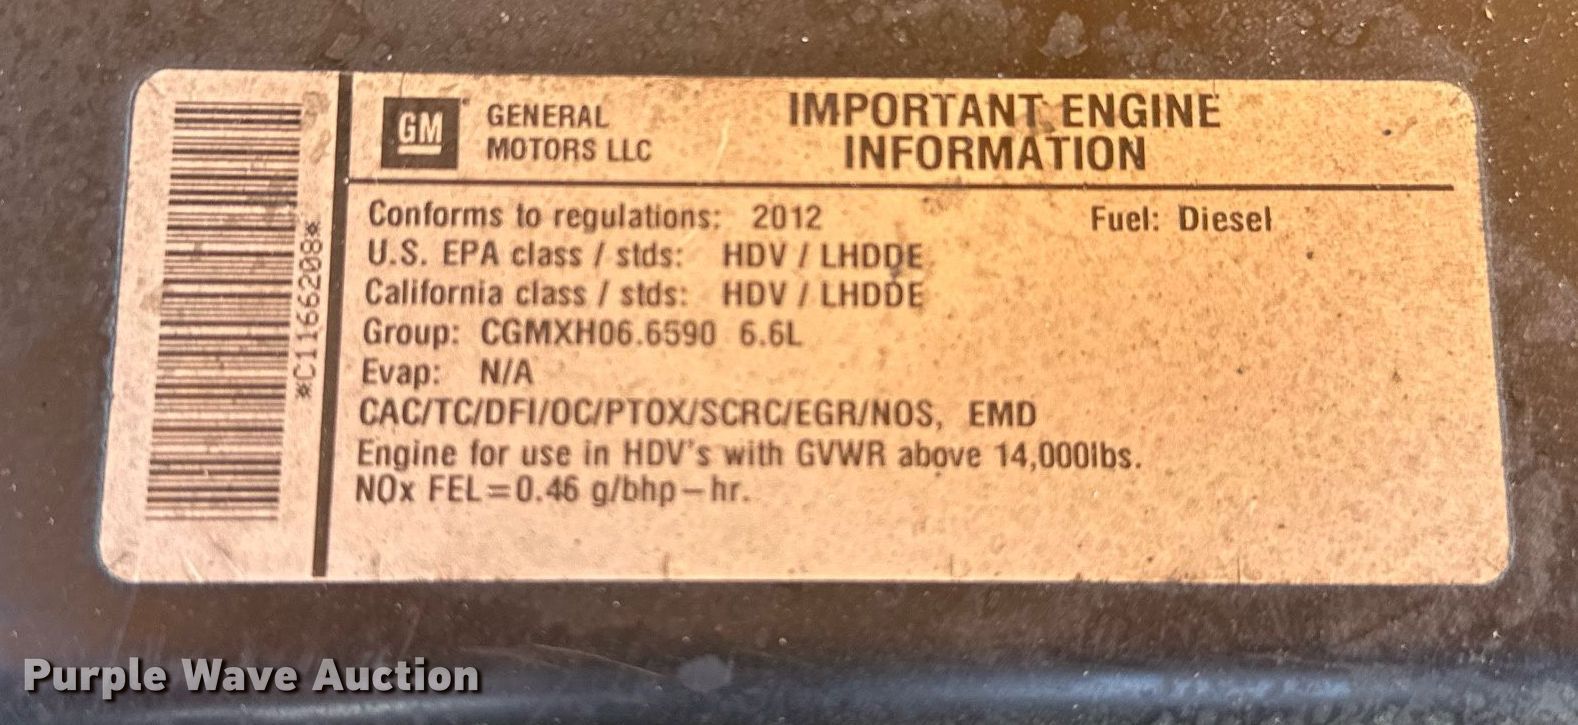 *C1166208*
GM
GENERAL
MOTORS LLC
IMPORTANT ENGINE
INFORMATION
Conforms to regulations: 2012 Fuel: Diesel
U.S. EPA class / stds: HDV / LHDDE
California class / stds: HDV / LHDDE
Group: CGMXH06.6590 6.6L
Evap: N/A
CAC/TC/DFI/OC/PTOX/SCRC/EGR/NOS, EMD
Engine for use in HDV's with GVWR above 14,000lbs.
NOx FEL=0.46 g/bhp-hr.
Purple Wave Auction